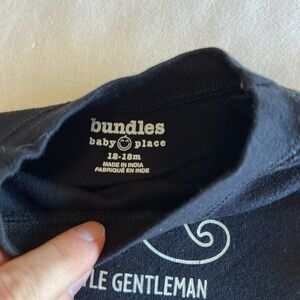 bundles
baby place
12-18m
MADE IN INDIA
FABRIQUÉ EN INDE
GENTLEMAN